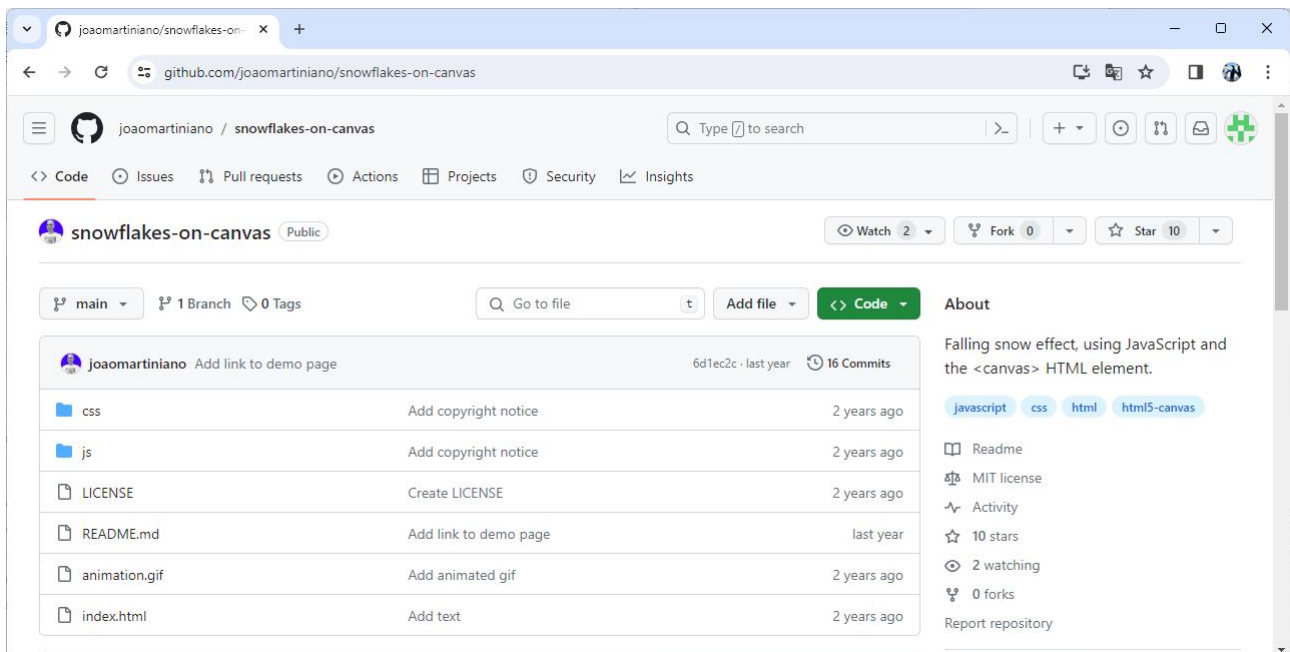 joaomartiniano/snowflakes-on-
github.com/joaomartiniano/snowflakes-on-canvas
joaomartiniano / snowflakes-on-canvas
Type / to search
Code Issues Pull requests Actions Projects Security Insights
snowflakes-on-canvas Public
Watch 2 Fork 0 Star 10
main 1 Branch 0 Tags Go to file t Add file Code
joaomartiniano Add link to demo page 6d1ec2c · last year 16 Commits
css Add copyright notice 2 years ago
js Add copyright notice 2 years ago
LICENSE Create LICENSE 2 years ago
README.md Add link to demo page last year
animation.gif Add animated gif 2 years ago
index.html Add text 2 years ago
About
Falling snow effect, using JavaScript and
the <canvas> HTML element.
javascript css html html5-canvas
Readme
MIT license
Activity
10 stars
2 watching
0 forks
Report repository